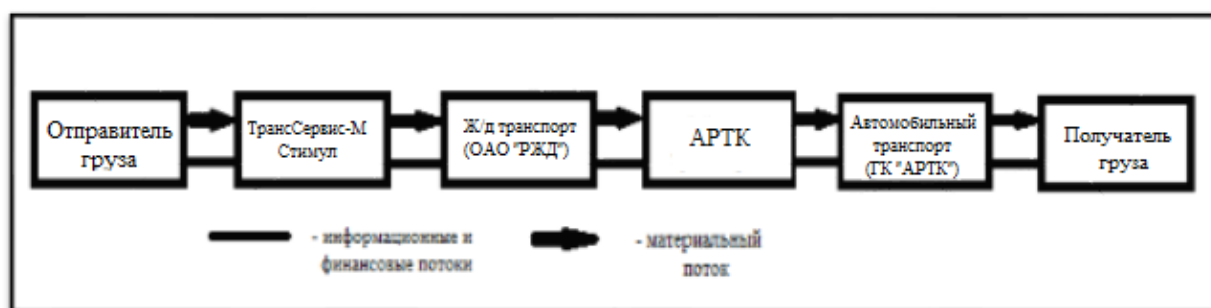 Отправитель
груза
ТрансСервис-М
Стимул
Ж/д транспорт
(ОАО "РЖД")
АРТК
Автомобильный
транспорт
(ГК "АРТК")
Получатель
груза
- информационные и
финансовые потоки
- материальный
поток